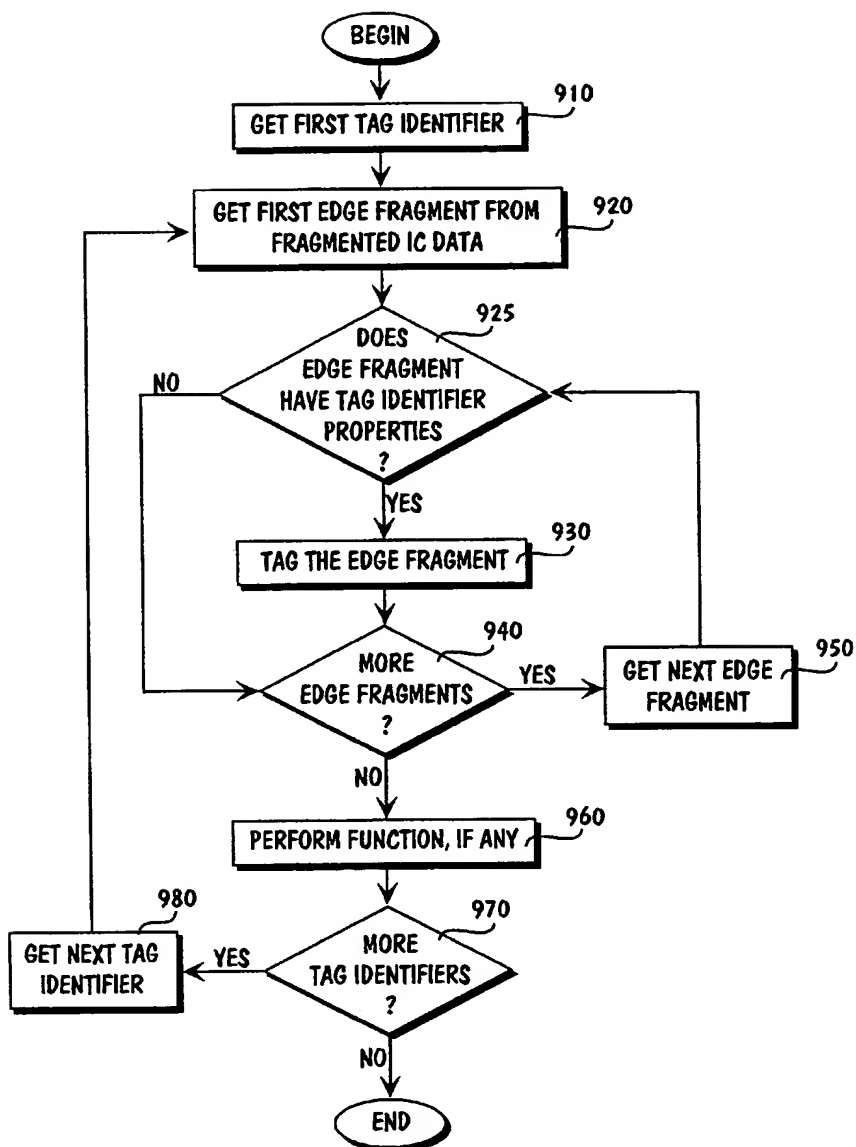 BEGIN
910
GET FIRST TAG IDENTIFIER
920
GET FIRST EDGE FRAGMENT FROM
FRAGMENTED IC DATA
925
DOES
EDGE FRAGMENT
HAVE TAG IDENTIFIER
PROPERTIES
?
NO
YES
930
TAG THE EDGE FRAGMENT
940
MORE
EDGE FRAGMENTS
?
YES
950
GET NEXT EDGE
FRAGMENT
NO
960
PERFORM FUNCTION, IF ANY
970
MORE
TAG IDENTIFIERS
?
YES
980
GET NEXT TAG
IDENTIFIER
NO
END